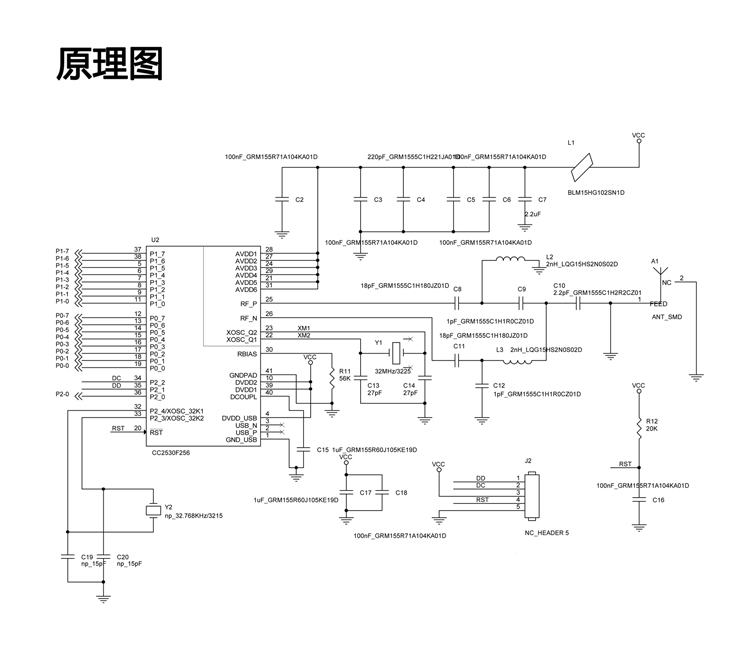 原理图
VCC
L1
100nF_GRM155R71A104KA01D
220pF_GRM1555C1H221JA01D
100nF_GRM155R71A104KA01D
BLM15HG102SN1D
C2
C3
C4
C5
C6
C7
2.2uF
U2
100nF_GRM155R71A104KA01D
100nF_GRM155R71A104KA01D
P1-7 37 P1_7 AVDD1 28
P1-6 38 P1_6 AVDD2 27
P1-5 5 P1_5 AVDD3 24
P1-4 6 P1_4 AVDD4 29
P1-3 7 P1_3 AVDD5 21
P1-2 8 P1_2 AVDD6 31
P1-1 9 P1_1
P1-0 11 P1_0 RF_P 25
L2
2nH_LQG15HS2N0S02D
A1
NC 2
18pF_GRM1555C1H180JZ01D
C8
C9
C10
2.2pF_GRM1555C1H2R2CZ01
1 FEED
ANT_SMD
P0-7 12 P0_7 RF_N 26
P0-6 13 P0_6
P0-5 14 P0_5 XOSC_Q2 23 XM1
P0-4 15 P0_4 XOSC_Q1 22 XM2
P0-3 16 P0_3
P0-2 17 P0_2 RBIAS 30
P0-1 18 P0_1
P0-0 19 P0_0
1pF_GRM1555C1H1R0CZ01D
18pF_GRM1555C1H180JZ01D
Y1
32MHz/3225
C11
L3 2nH_LQG15HS2N0S02D
VCC
R11
56K
C13
27pF
C14
27pF
C12
1pF_GRM1555C1H1R0CZ01D
GNDPAD 41
DC 34 P2_2 DVDD2 10
DD 35 P2_1 DVDD1 39
P2-0 36 P2_0 DCOUPL 40
32 P2_4/XOSC_32K1 DVDD_USB 4
33 P2_3/XOSC_32K2 USB_N 3
RST 20 RST USB_P 2
GND_USB 1
CC2530F256
C15 1uF_GRM155R60J105KE19D
VCC
1uF_GRM155R60J105KE19D
C17
C18
100nF_GRM155R71A104KA01D
VCC
J2
DD 1
DC 2
3
RST 4
5
NC_HEADER 5
VCC
R12
20K
RST
100nF_GRM155R71A104KA01D
C16
Y2
np_32.768KHz/3215
C19
np_15pF
C20
np_15pF